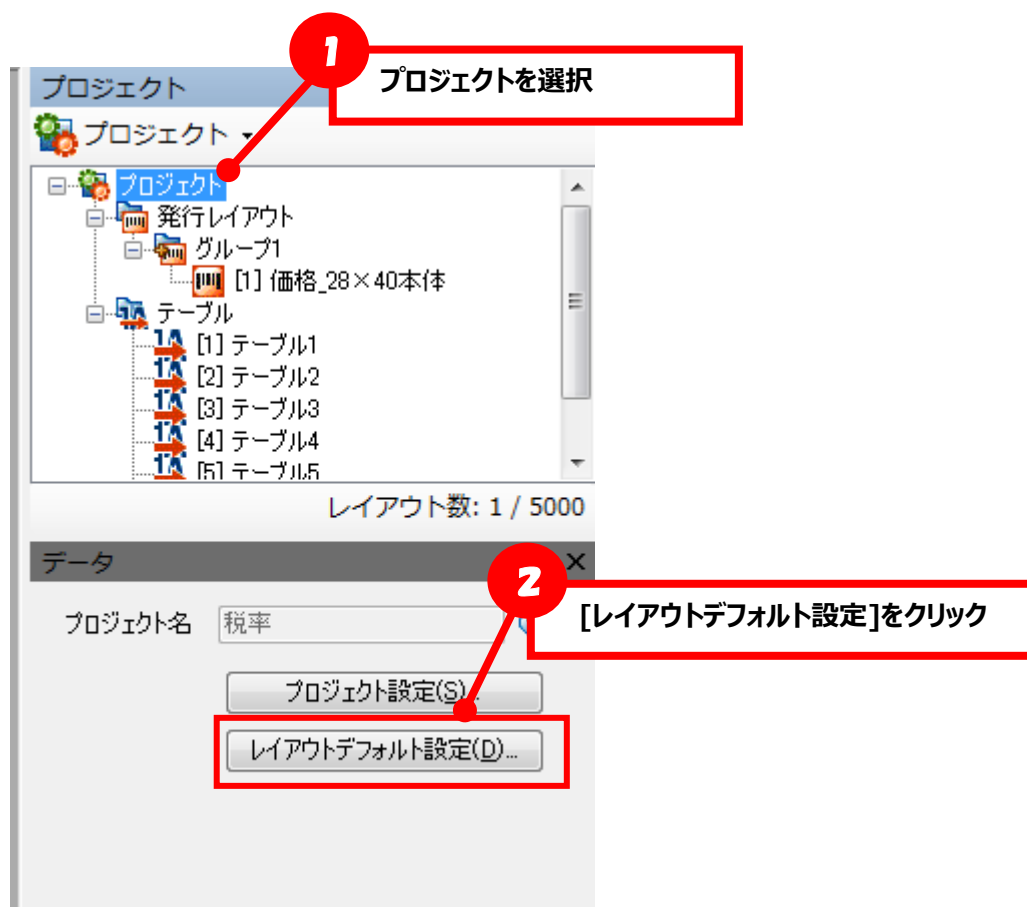 1
プロジェクトを選択
プロジェクト
プロジェクト
プロジェクト
発行レイアウト
グループ1
[1] 価格_28×40本体
テーブル
[1] テーブル1
[2] テーブル2
[3] テーブル3
[4] テーブル4
[5] テーブル5
レイアウト数: 1 / 5000
データ
2
[レイアウトデフォルト設定]をクリック
プロジェクト名 税率
プロジェクト設定(S)...
レイアウトデフォルト設定(D)...